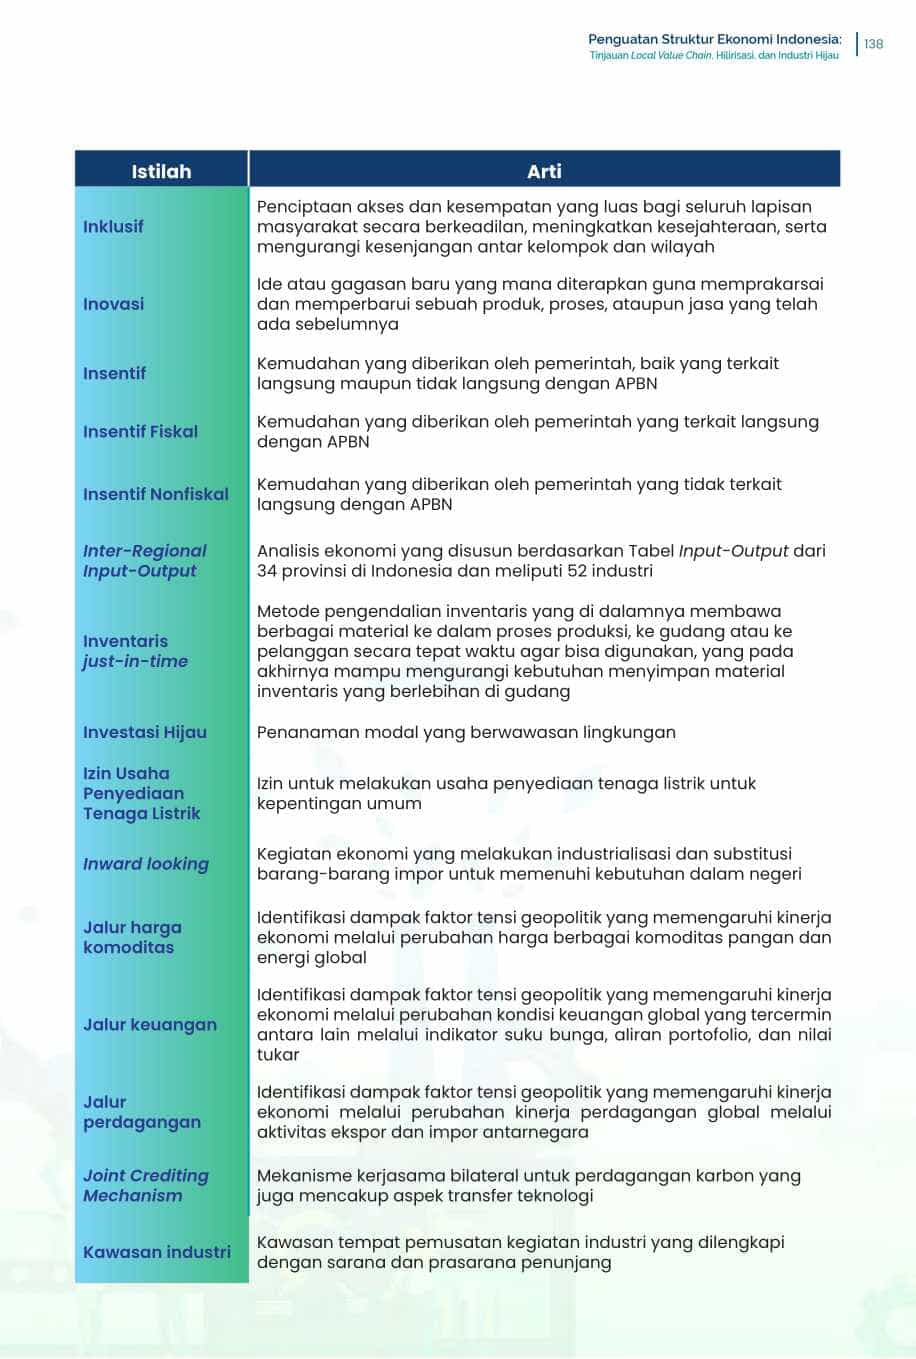 Penguatan Struktur Ekonomi Indonesia:
Tinjauan Local Value Chain, Hilirisasi, dan Industri Hijau
138
Istilah
Arti
Inklusif
Penciptaan akses dan kesempatan yang luas bagi seluruh lapisan
masyarakat secara berkeadilan, meningkatkan kesejahteraan, serta
mengurangi kesenjangan antar kelompok dan wilayah
Inovasi
Ide atau gagasan baru yang mana diterapkan guna memprakarsai
dan memperbarui sebuah produk, proses, ataupun jasa yang telah
ada sebelumnya
Insentif
Kemudahan yang diberikan oleh pemerintah, baik yang terkait
langsung maupun tidak langsung dengan APBN
Insentif Fiskal
Kemudahan yang diberikan oleh pemerintah yang terkait langsung
dengan APBN
Insentif Nonfiskal
Kemudahan yang diberikan oleh pemerintah yang tidak terkait
langsung dengan APBN
Inter-Regional
Input-Output
Analisis ekonomi yang disusun berdasarkan Tabel Input-Output dari
34 provinsi di Indonesia dan meliputi 52 industri
Inventaris
just-in-time
Metode pengendalian inventaris yang di dalamnya membawa
berbagai material ke dalam proses produksi, ke gudang atau ke
pelanggan secara tepat waktu agar bisa digunakan, yang pada
akhirnya mampu mengurangi kebutuhan menyimpan material
inventaris yang berlebihan di gudang
Investasi Hijau
Penanaman modal yang berwawasan lingkungan
Izin Usaha
Penyediaan
Tenaga Listrik
Izin untuk melakukan usaha penyediaan tenaga listrik untuk
kepentingan umum
Inward looking
Kegiatan ekonomi yang melakukan industrialisasi dan substitusi
barang-barang impor untuk memenuhi kebutuhan dalam negeri
Jalur harga
komoditas
Identifikasi dampak faktor tensi geopolitik yang memengaruhi kinerja
ekonomi melalui perubahan harga berbagai komoditas pangan dan
energi global
Jalur keuangan
Identifikasi dampak faktor tensi geopolitik yang memengaruhi kinerja
ekonomi melalui perubahan kondisi keuangan global yang tercermin
antara lain melalui indikator suku bunga, aliran portofolio, dan nilai
tukar
Jalur
perdagangan
Identifikasi dampak faktor tensi geopolitik yang memengaruhi kinerja
ekonomi melalui perubahan kinerja perdagangan global melalui
aktivitas ekspor dan impor antarnegara
Joint Crediting
Mechanism
Mekanisme kerjasama bilateral untuk perdagangan karbon yang
juga mencakup aspek transfer teknologi
Kawasan industri
Kawasan tempat pemusatan kegiatan industri yang dilengkapi
dengan sarana dan prasarana penunjang